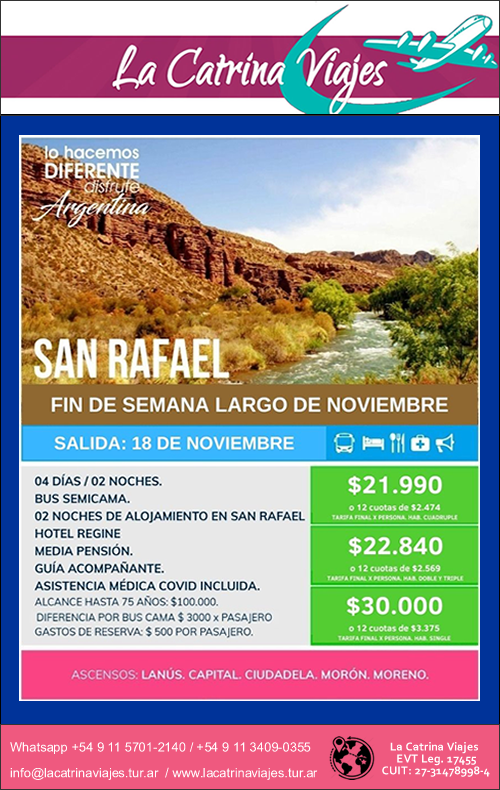 La Catrina Viajes
lo hacemos
DIFERENTE
disfrute
Argentina
SAN RAFAEL
FIN DE SEMANA LARGO DE NOVIEMBRE
SALIDA: 18 DE NOVIEMBRE
04 DÍAS / 02 NOCHES.
BUS SEMICAMA.
02 NOCHES DE ALOJAMIENTO EN SAN RAFAEL
HOTEL REGINE
MEDIA PENSIÓN.
GUÍA ACOMPAÑANTE.
ASISTENCIA MÉDICA COVID INCLUIDA.
ALCANCE HASTA 75 AÑOS: $100.000.
DIFERENCIA POR BUS CAMA $ 3000 x PASAJERO
GASTOS DE RESERVA: $ 500 POR PASAJERO.
$21.990
o 12 cuotas de $2.474
TARIFA FINAL X PERSONA. HAB. CUADRUPLE
$22.840
o 12 cuotas de $2.569
TARIFA FINAL X PERSONA. HAB. DOBLE Y TRIPLE
$30.000
o 12 cuotas de $3.375
TARIFA FINAL X PERSONA. HAB. SINGLE
ASCENSOS: LANÚS. CAPITAL. CIUDADELA. MORÓN. MORENO.
Whatsapp +54 9 11 5701-2140 / +54 9 11 3409-0355
info@lacatrinaviajes.tur.ar / www.lacatrinaviajes.tur.ar
La Catrina Viajes
EVT Leg. 17455
CUIT: 27-31478998-4